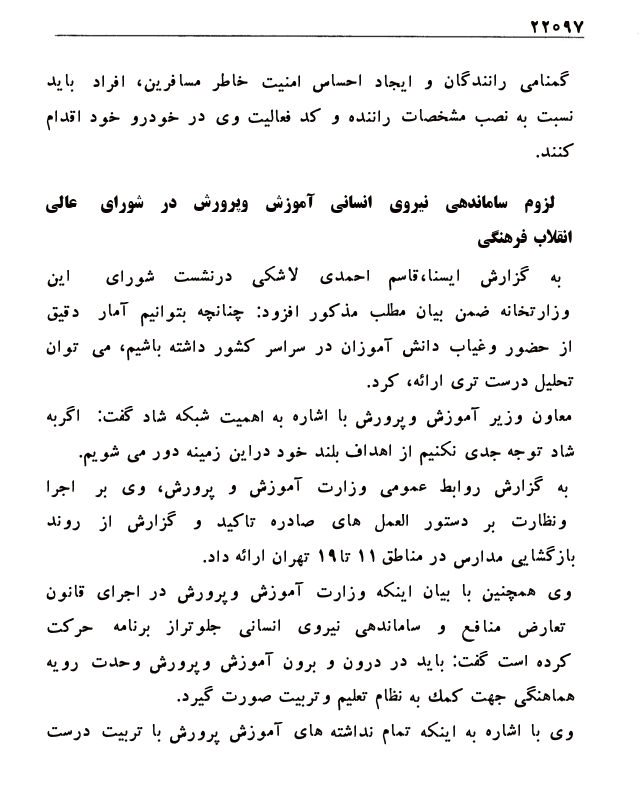 ۲۲۰۹۷
گمنامی رانندگان و ایجاد احساس امنیت خاطر مسافرین، افراد باید
نسبت به نصب مشخصات راننده و کد فعالیت وی در خودرو خود اقدام
کنند.
لزوم ساماندهی نیروی انسانی آموزش وپرورش در شورای عالی
انقلاب فرهنگی
به گزارش ایسنا،قاسم احمدی لاشکی درنشست شورای این
وزارتخانه ضمن بیان مطلب مذکور افزود: چنانچه بتوانیم آمار دقیق
از حضور وغیاب دانش آموزان در سراسر کشور داشته باشیم، می توان
تحلیل درست تری ارائه، کرد.
معاون وزیر آموزش وپرورش با اشاره به اهمیت شبکه شاد گفت: اگربه
شاد توجه جدی نکنیم از اهداف بلند خود دراین زمینه دور می شویم.
به گزارش روابط عمومی وزارت آموزش و پرورش، وی بر اجرا
ونظارت بر دستور العمل های صادره تاکید و گزارش از روند
بازگشایی مدارس در مناطق ۱۱ تا۱۹ تهران ارائه داد.
وی همچنین با بیان اینکه وزارت آموزش وپرورش در اجرای قانون
تعارض منافع و ساماندهی نیروی انسانی جلوتراز برنامه حرکت
کرده است گفت: باید در درون و برون آموزش وپرورش وحدت رویه
هماهنگی جهت کمك به نظام تعلیم وتربیت صورت گیرد.
وی با اشاره به اینکه تمام نداشته های آموزش پرورش با تربیت درست